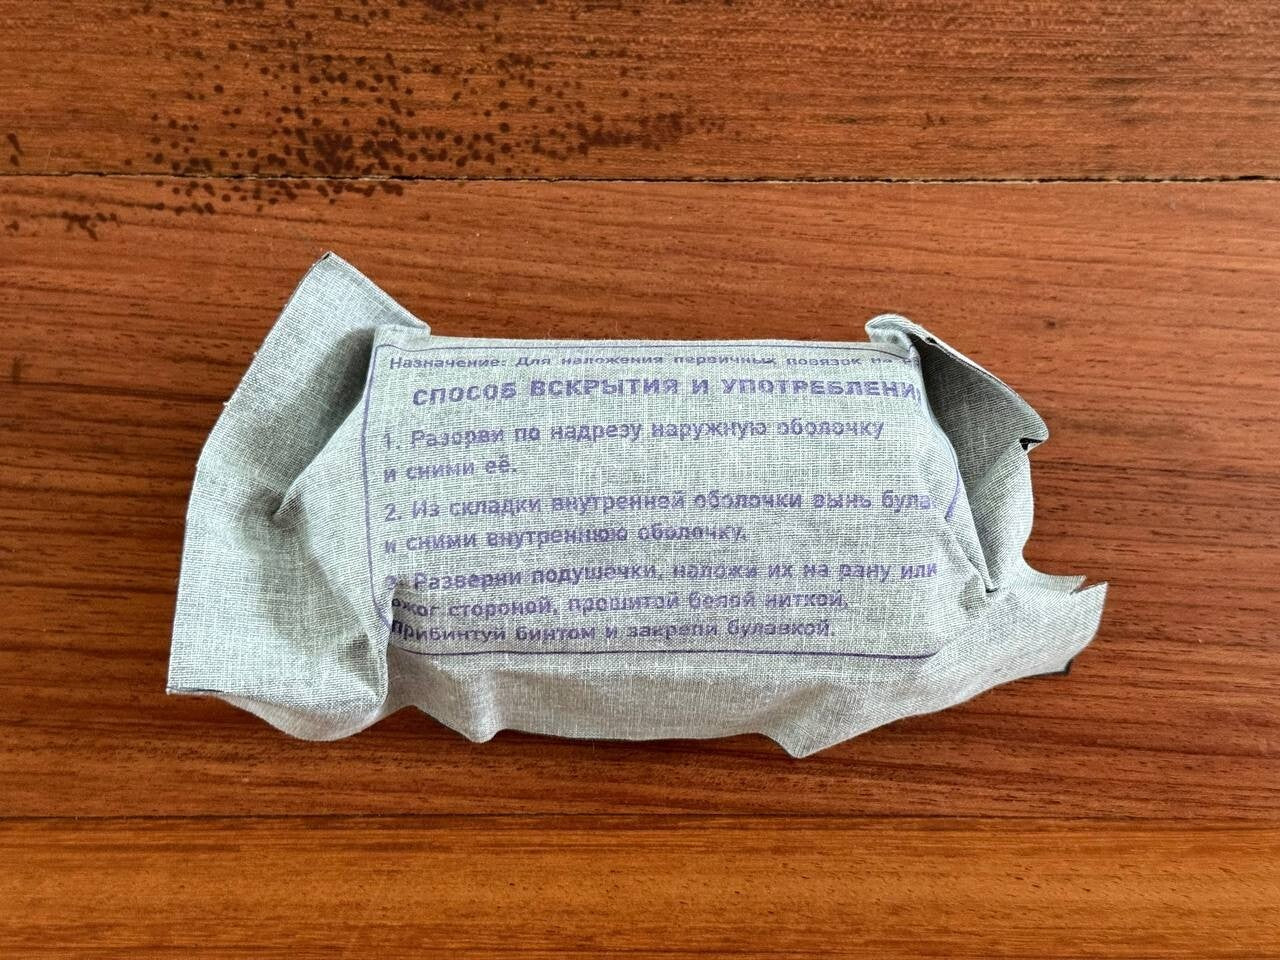 Назначение: Для наложения первичных повязок на
СПОСОБ ВСКРЫТИЯ И УПОТРЕБЛЕНИ
1. Разорви по надрезу наружную оболочку
и сними её.
2. Из складки внутренней оболочки вынь була
и сними внутреннюю оболочку.
3. Разверни подушечки, наложи их на рану или
ожог стороной, прошитой белой ниткой,
прибинтуй бинтом и закрепи булавкой.